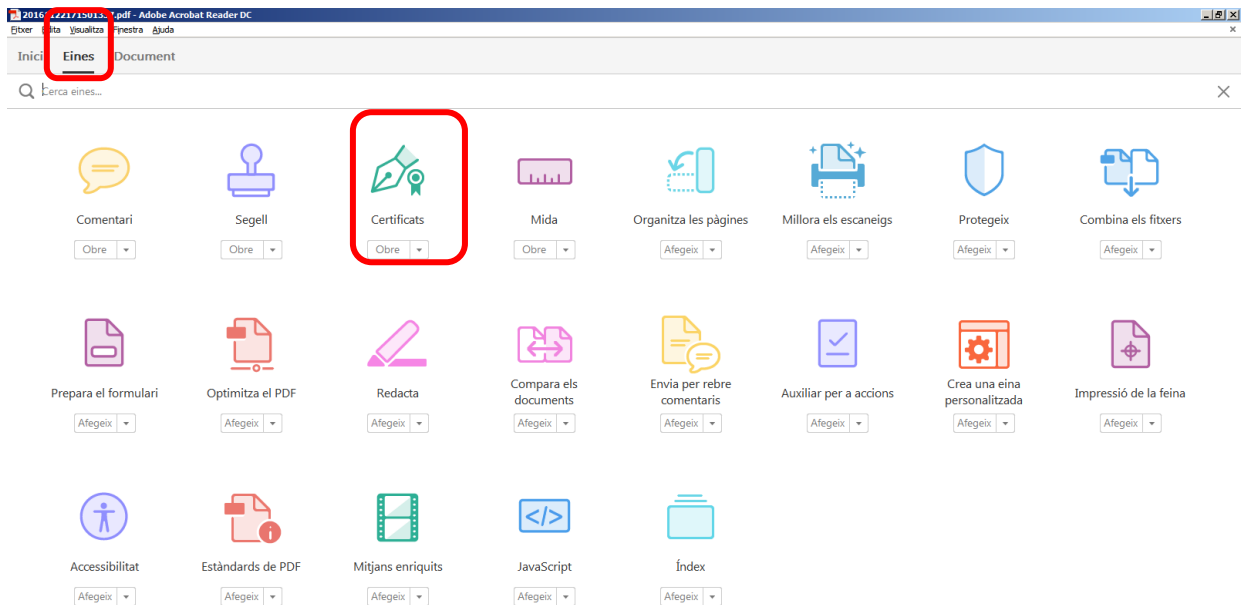 .pdf - Adobe Acrobat Reader DC
Fitxer Edita Visualitza Finestra Ajuda
Inici Eines Document
Cerca eines...
Comentari Segell Certificats Mida Organitza les pàgines Millora els escaneigs Protegeix Combina els fitxers
Obre Obre Obre Obre Afegeix Afegeix Afegeix Afegeix
Prepara el formulari Optimitza el PDF Redacta Compara els documents Envia per rebre comentaris Auxiliar per a accions Crea una eina personalitzada Impressió de la feina
Afegeix Afegeix Afegeix Afegeix Afegeix Afegeix Afegeix Afegeix
</>
Accessibilitat Estàndards de PDF Mitjans enriquits JavaScript Índex
Afegeix Afegeix Afegeix Afegeix Afegeix